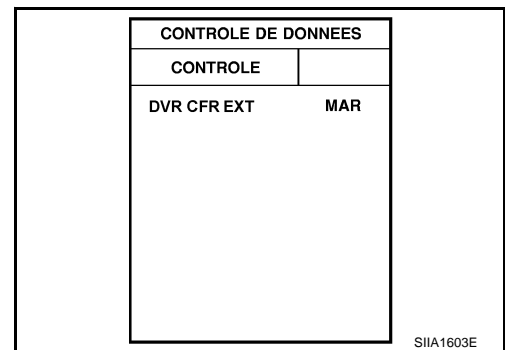 CONTROLE DE DONNEES
CONTROLE
DVR CFR EXT MAR
SIIA1603E